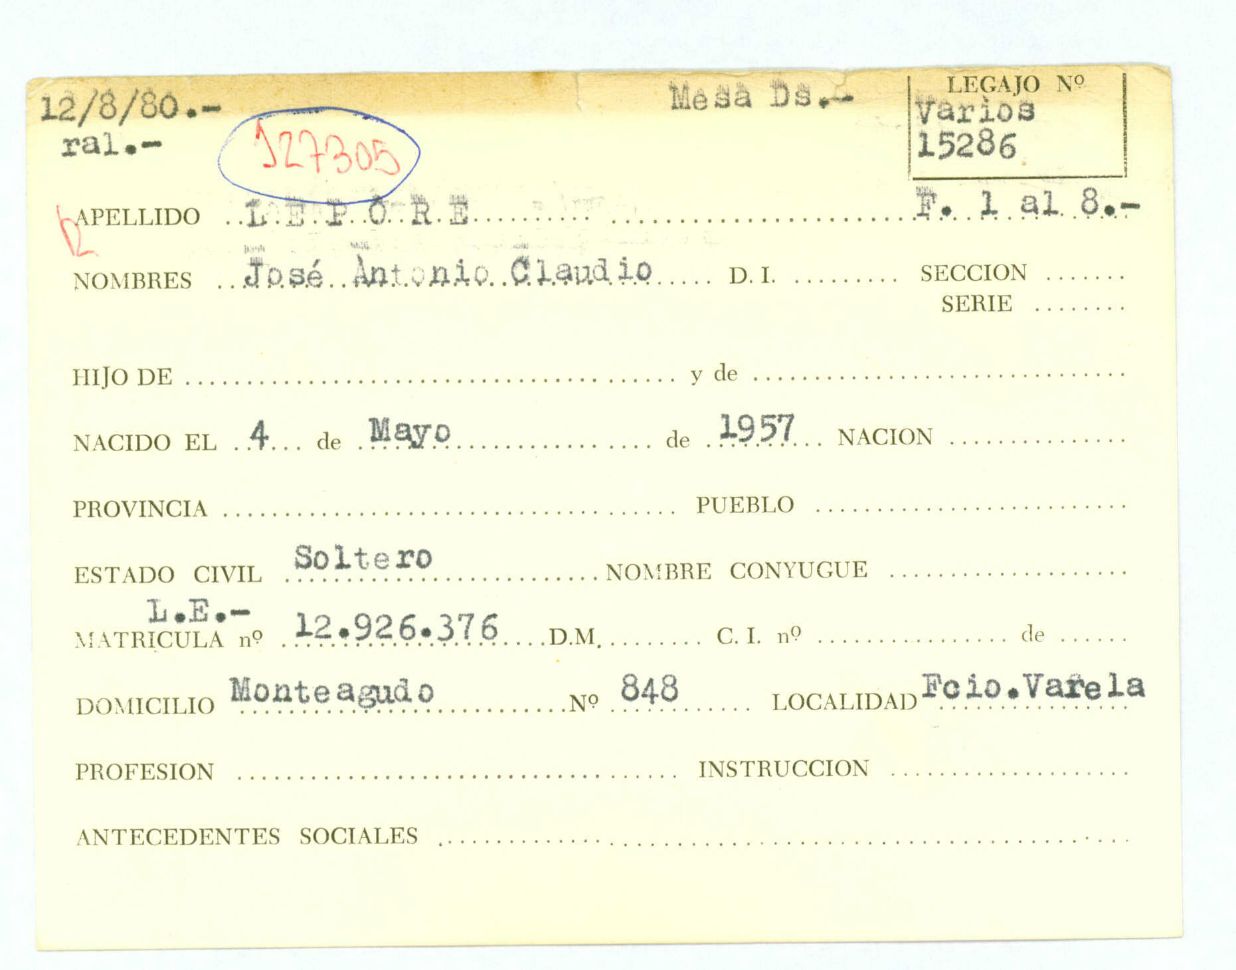 12/8/80.-
Mesa Ds.-
LEGAJO Nº
Varios
15286
ral.-
127305
APELLIDO ..L E P O R E.......... F. 1 al 8.-
NOMBRES ..José Antonio Claudio...... D. I. ......... SECCION .......
SERIE ........
HIJO DE ........................................ y de ...............................
NACIDO EL ..4... de .Mayo................. de .1957... NACION ...............
PROVINCIA ..................................... PUEBLO ..........................
ESTADO CIVIL Soltero NOMBRE CONYUGUE ....................
L.E.-
MATRICULA nº 12.926.376....D.M......... C. I. nº ................ de ......
DOMICILIO Monteagudo Nº 848 LOCALIDAD Fcio.Varela
PROFESION .................................... INSTRUCCION ....................
ANTECEDENTES SOCIALES ........................................................